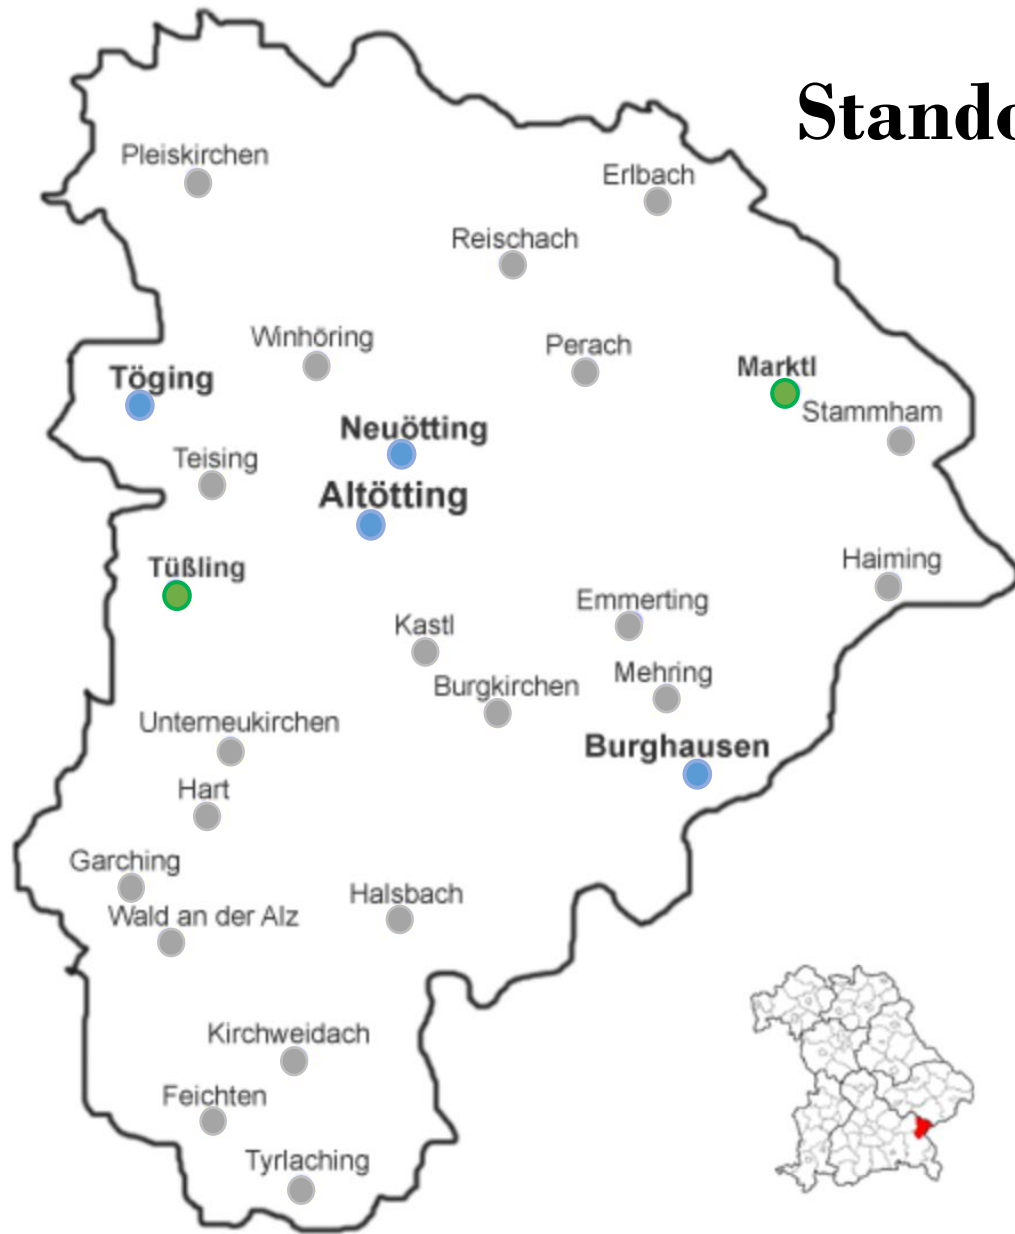 Pleiskirchen
Erlbach
Reischach
Winhöring
Perach
Marktl
Töging
Stammham
Neuötting
Teising
Altötting
Haiming
Tüßling
Emmerting
Kastl
Mehring
Burgkirchen
Unterneukirchen
Burghausen
Hart
Garching
Halsbach
Wald an der Alz
Kirchweidach
Feichten
Tyrlaching